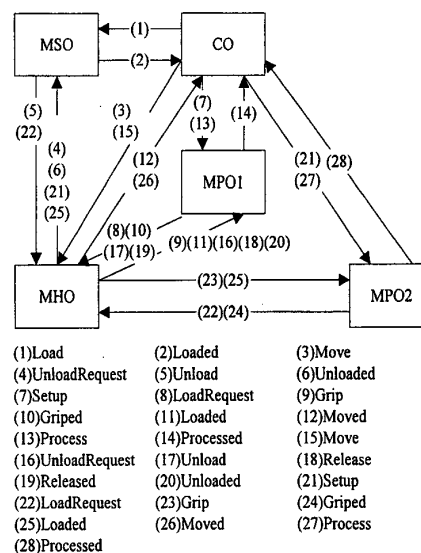 MSO
(1)
CO
(2)
(5)
(22)
(4)
(6)
(21)
(25)
(3)
(15)
(12)
(26)
(7)
(13)
(14)
MPO1
(21)
(27)
(28)
(8)(10)
(17)(19)
(9)(11)(16)(18)(20)
MHO
(23)(25)
(22)(24)
MPO2
(1)Load (2)Loaded (3)Move
(4)UnloadRequest (5)Unload (6)Unloaded
(7)Setup (8)LoadRequest (9)Grip
(10)Griped (11)Loaded (12)Moved
(13)Process (14)Processed (15)Move
(16)UnloadRequest (17)Unload (18)Release
(19)Released (20)Unloaded (21)Setup
(22)LoadRequest (23)Grip (24)Griped
(25)Loaded (26)Moved (27)Process
(28)Processed